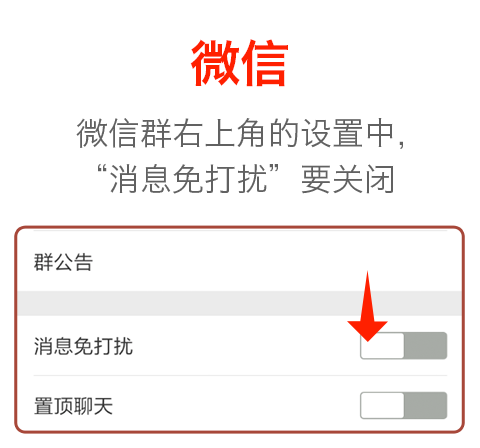 微信
微信群右上角的设置中，
“消息免打扰”要关闭
群公告
消息免打扰
置顶聊天